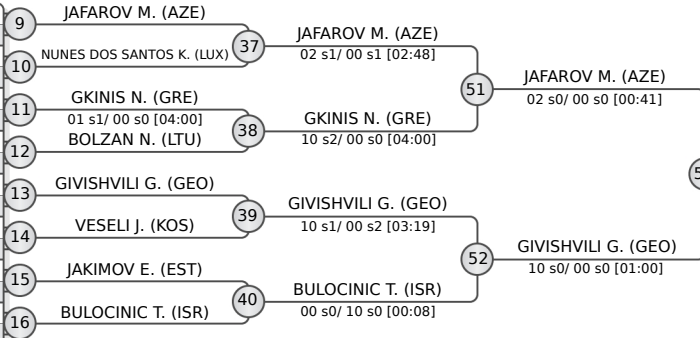 9
JAFAROV M. (AZE)
10
NUNES DOS SANTOS K. (LUX)
37
JAFAROV M. (AZE)
02 s1/ 00 s1 [02:48]
11
GKINIS N. (GRE)
01 s1/ 00 s0 [04:00]
12
BOLZAN N. (LTU)
38
GKINIS N. (GRE)
10 s2/ 00 s0 [04:00]
51
JAFAROV M. (AZE)
02 s0/ 00 s0 [00:41]
13
GIVISHVILI G. (GEO)
14
VESELI J. (KOS)
39
GIVISHVILI G. (GEO)
10 s1/ 00 s2 [03:19]
15
JAKIMOV E. (EST)
16
BULOCINIC T. (ISR)
40
BULOCINIC T. (ISR)
00 s0/ 10 s0 [00:08]
52
GIVISHVILI G. (GEO)
10 s0/ 00 s0 [01:00]